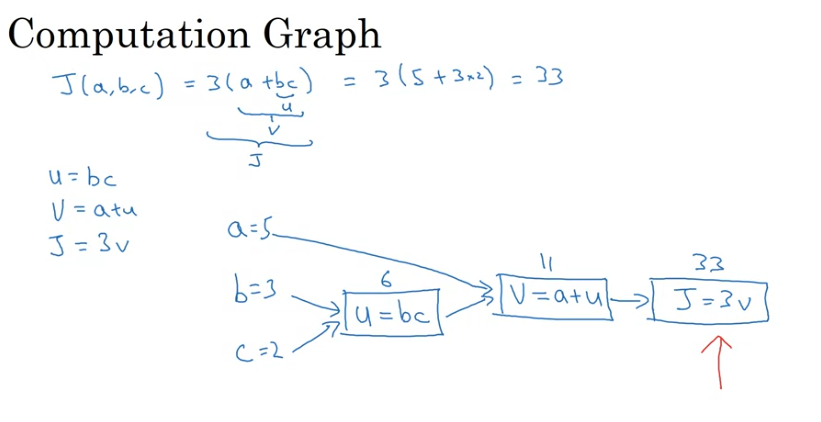 Computation Graph
J(a,b,c) = 3(a+bc) = 3(5+3×2) = 33
u
V
J
u = bc
V = a+u
J = 3v
a=5
11
33
b=3
6
V=a+u
J=3v
u=bc
c=2